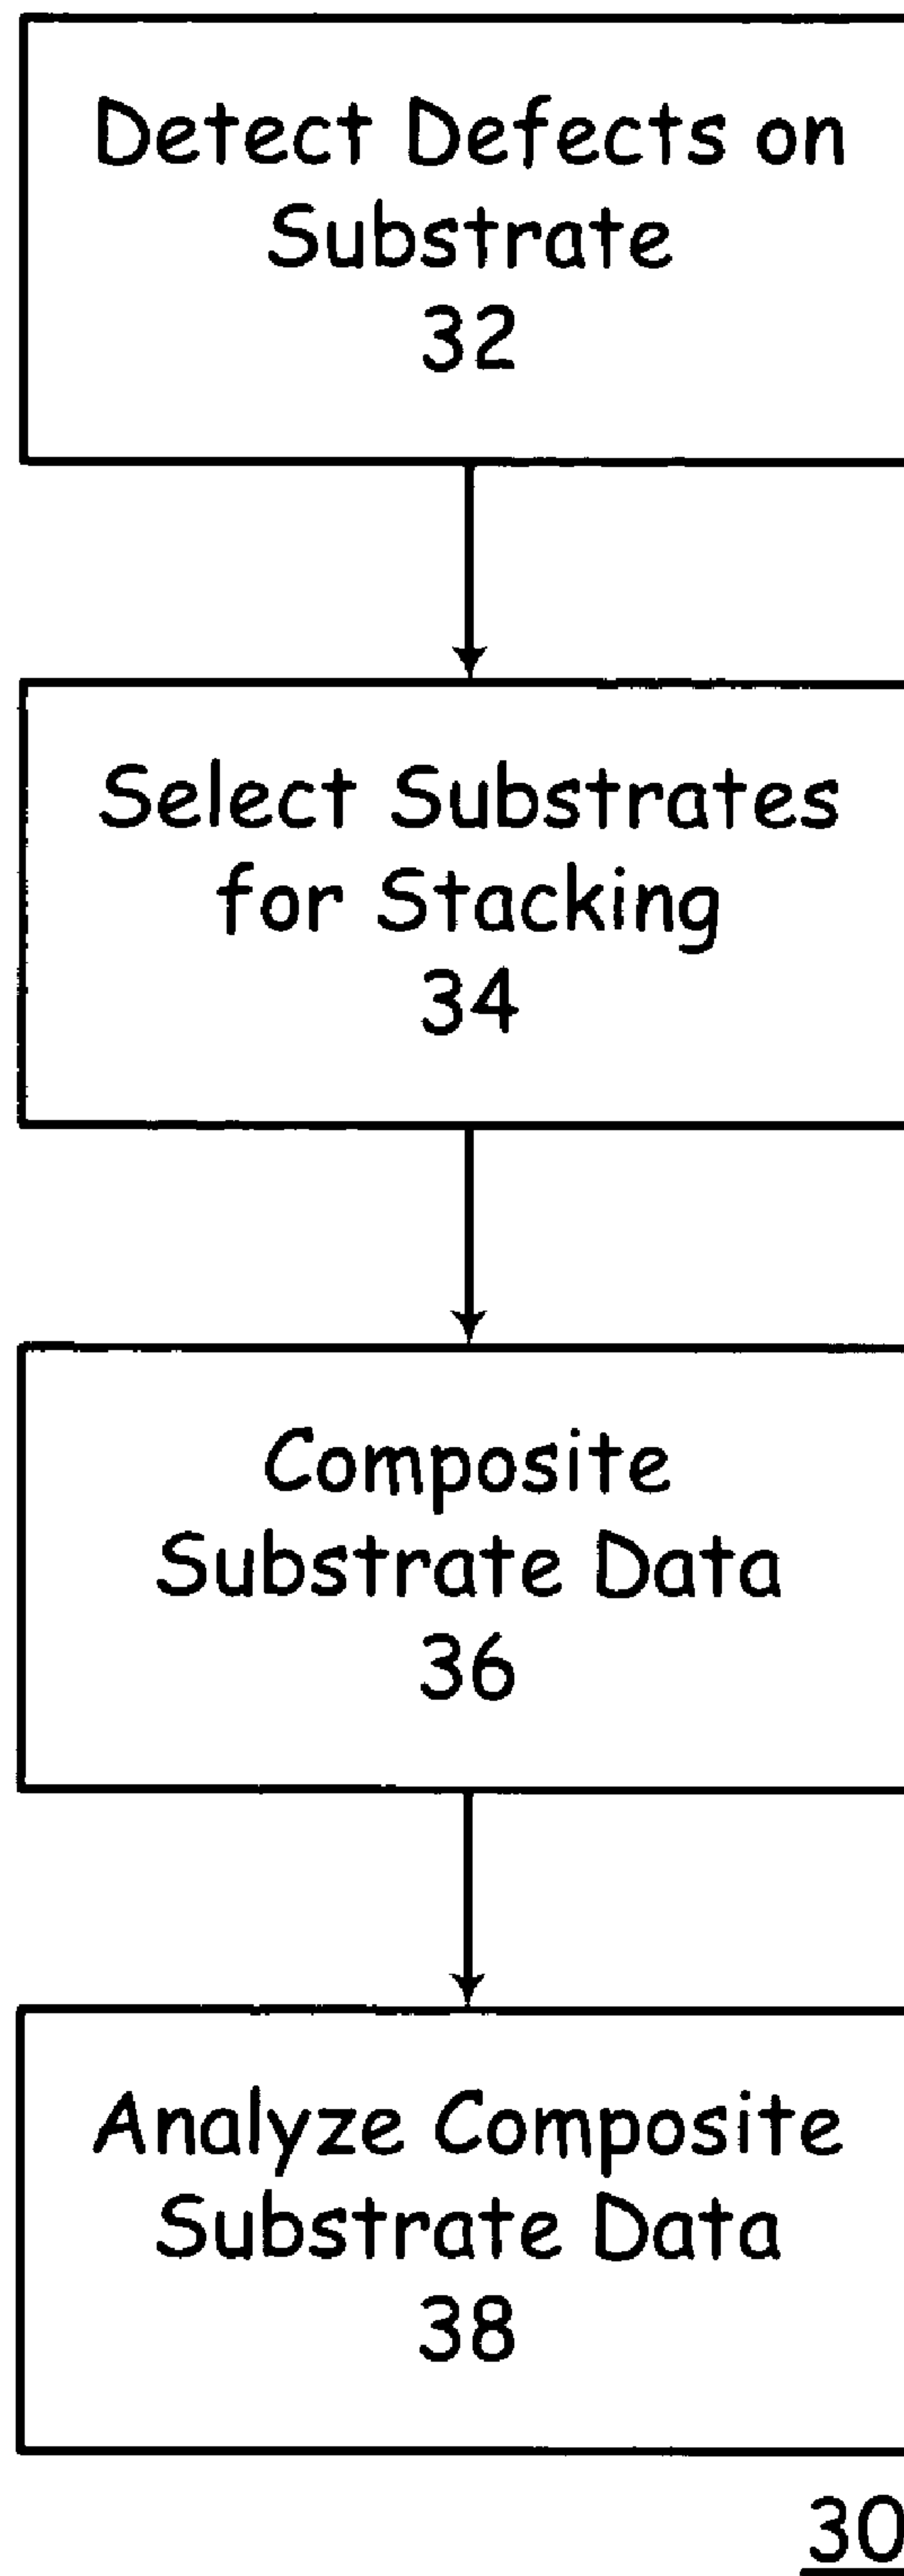 Detect Defects on
Substrate
32
Select Substrates
for Stacking
34
Composite
Substrate Data
36
Analyze Composite
Substrate Data
38
30